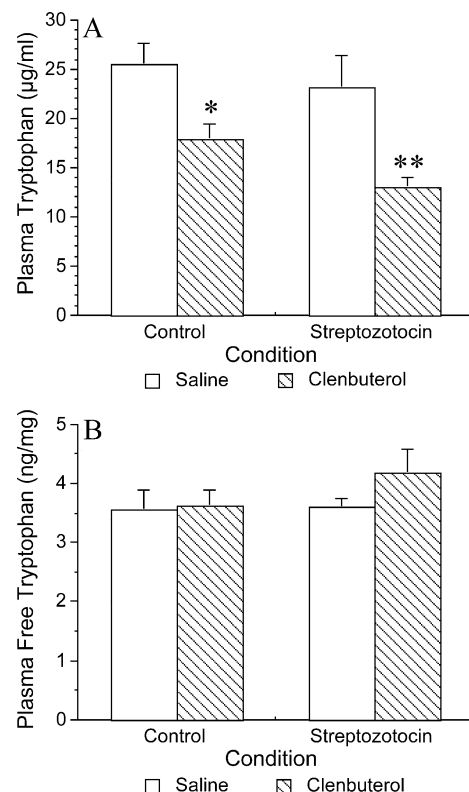 A
Plasma Tryptophan (μg/ml)
30
25
20
15
10
5
0
*
**
Control
Streptozotocin
Condition
Saline
Clenbuterol
B
Plasma Free Tryptophan (ng/mg)
5
4
3
2
1
0
Control
Streptozotocin
Condition
Saline
Clenbuterol